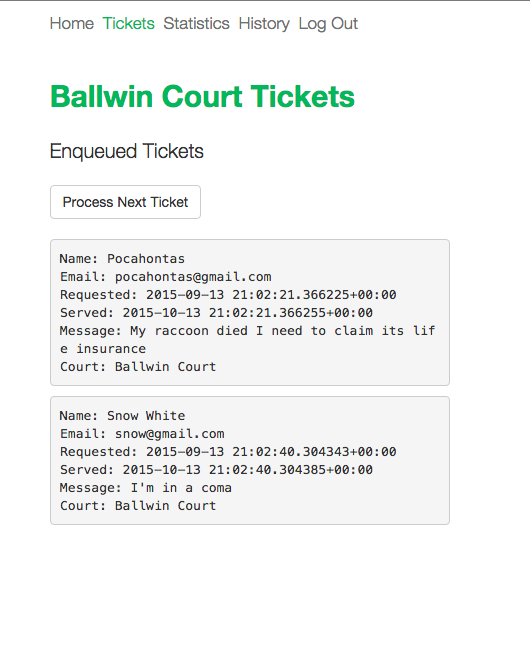 Home Tickets Statistics History Log Out
Ballwin Court Tickets
Enqueued Tickets
Process Next Ticket
Name: Pocahontas
Email: pocahontas@gmail.com
Requested: 2015-09-13 21:02:21.366225+00:00
Served: 2015-10-13 21:02:21.366255+00:00
Message: My raccoon died I need to claim its lif
e insurance
Court: Ballwin Court
Name: Snow White
Email: snow@gmail.com
Requested: 2015-09-13 21:02:40.304343+00:00
Served: 2015-10-13 21:02:40.304385+00:00
Message: I'm in a coma
Court: Ballwin Court